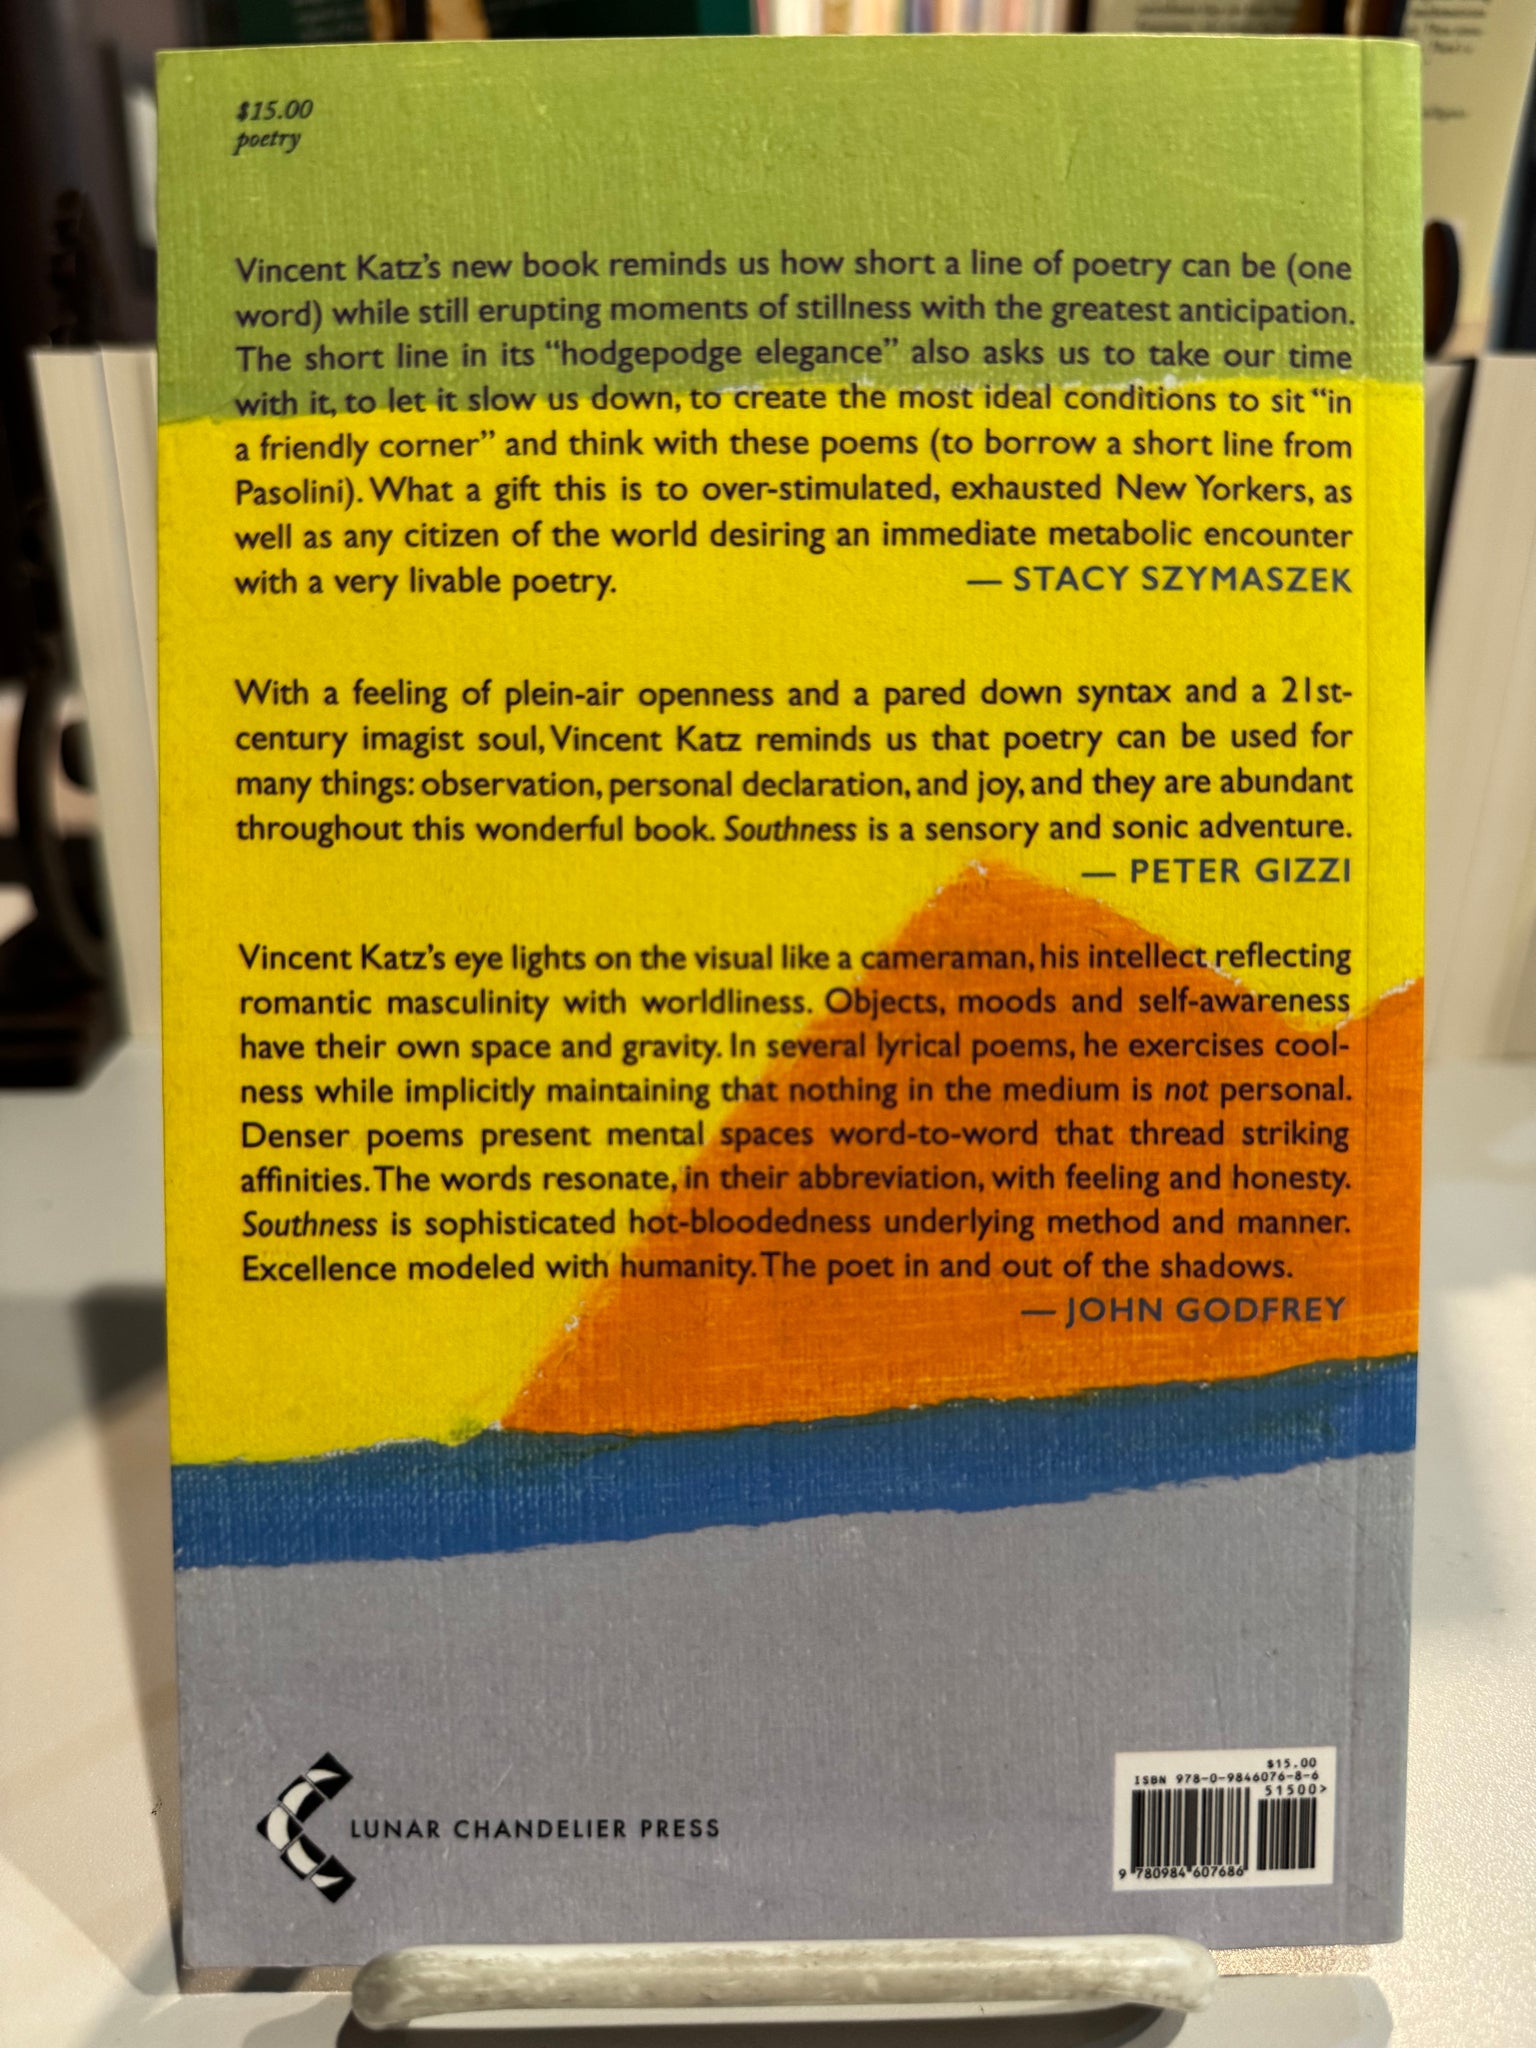 $15.00
poetry
Vincent Katz’s new book reminds us how short a line of poetry can be (one
word) while still erupting moments of stillness with the greatest anticipation.
The short line in its “hodgepodge elegance” also asks us to take our time
with it, to let it slow us down, to create the most ideal conditions to sit “in
a friendly corner” and think with these poems (to borrow a short line from
Pasolini). What a gift this is to over-stimulated, exhausted New Yorkers, as
well as any citizen of the world desiring an immediate metabolic encounter
with a very livable poetry. — STACY SZYMASZEK
With a feeling of plein-air openness and a pared down syntax and a 21st-
century imagist soul, Vincent Katz reminds us that poetry can be used for
many things: observation, personal declaration, and joy, and they are abundant
throughout this wonderful book. Southness is a sensory and sonic adventure.
— PETER GIZZI
Vincent Katz’s eye lights on the visual like a cameraman, his intellect reflecting
romantic masculinity with worldliness. Objects, moods and self-awareness
have their own space and gravity. In several lyrical poems, he exercises cool-
ness while implicitly maintaining that nothing in the medium is not personal.
Denser poems present mental spaces word-to-word that thread striking
affinities. The words resonate, in their abbreviation, with feeling and honesty.
Southness is sophisticated hot-bloodedness underlying method and manner.
Excellence modeled with humanity. The poet in and out of the shadows.
— JOHN GODFREY
LUNAR CHANDELIER PRESS
$15.00
ISBN 978-0-9846076-8-6
51500>
9 780984 607686